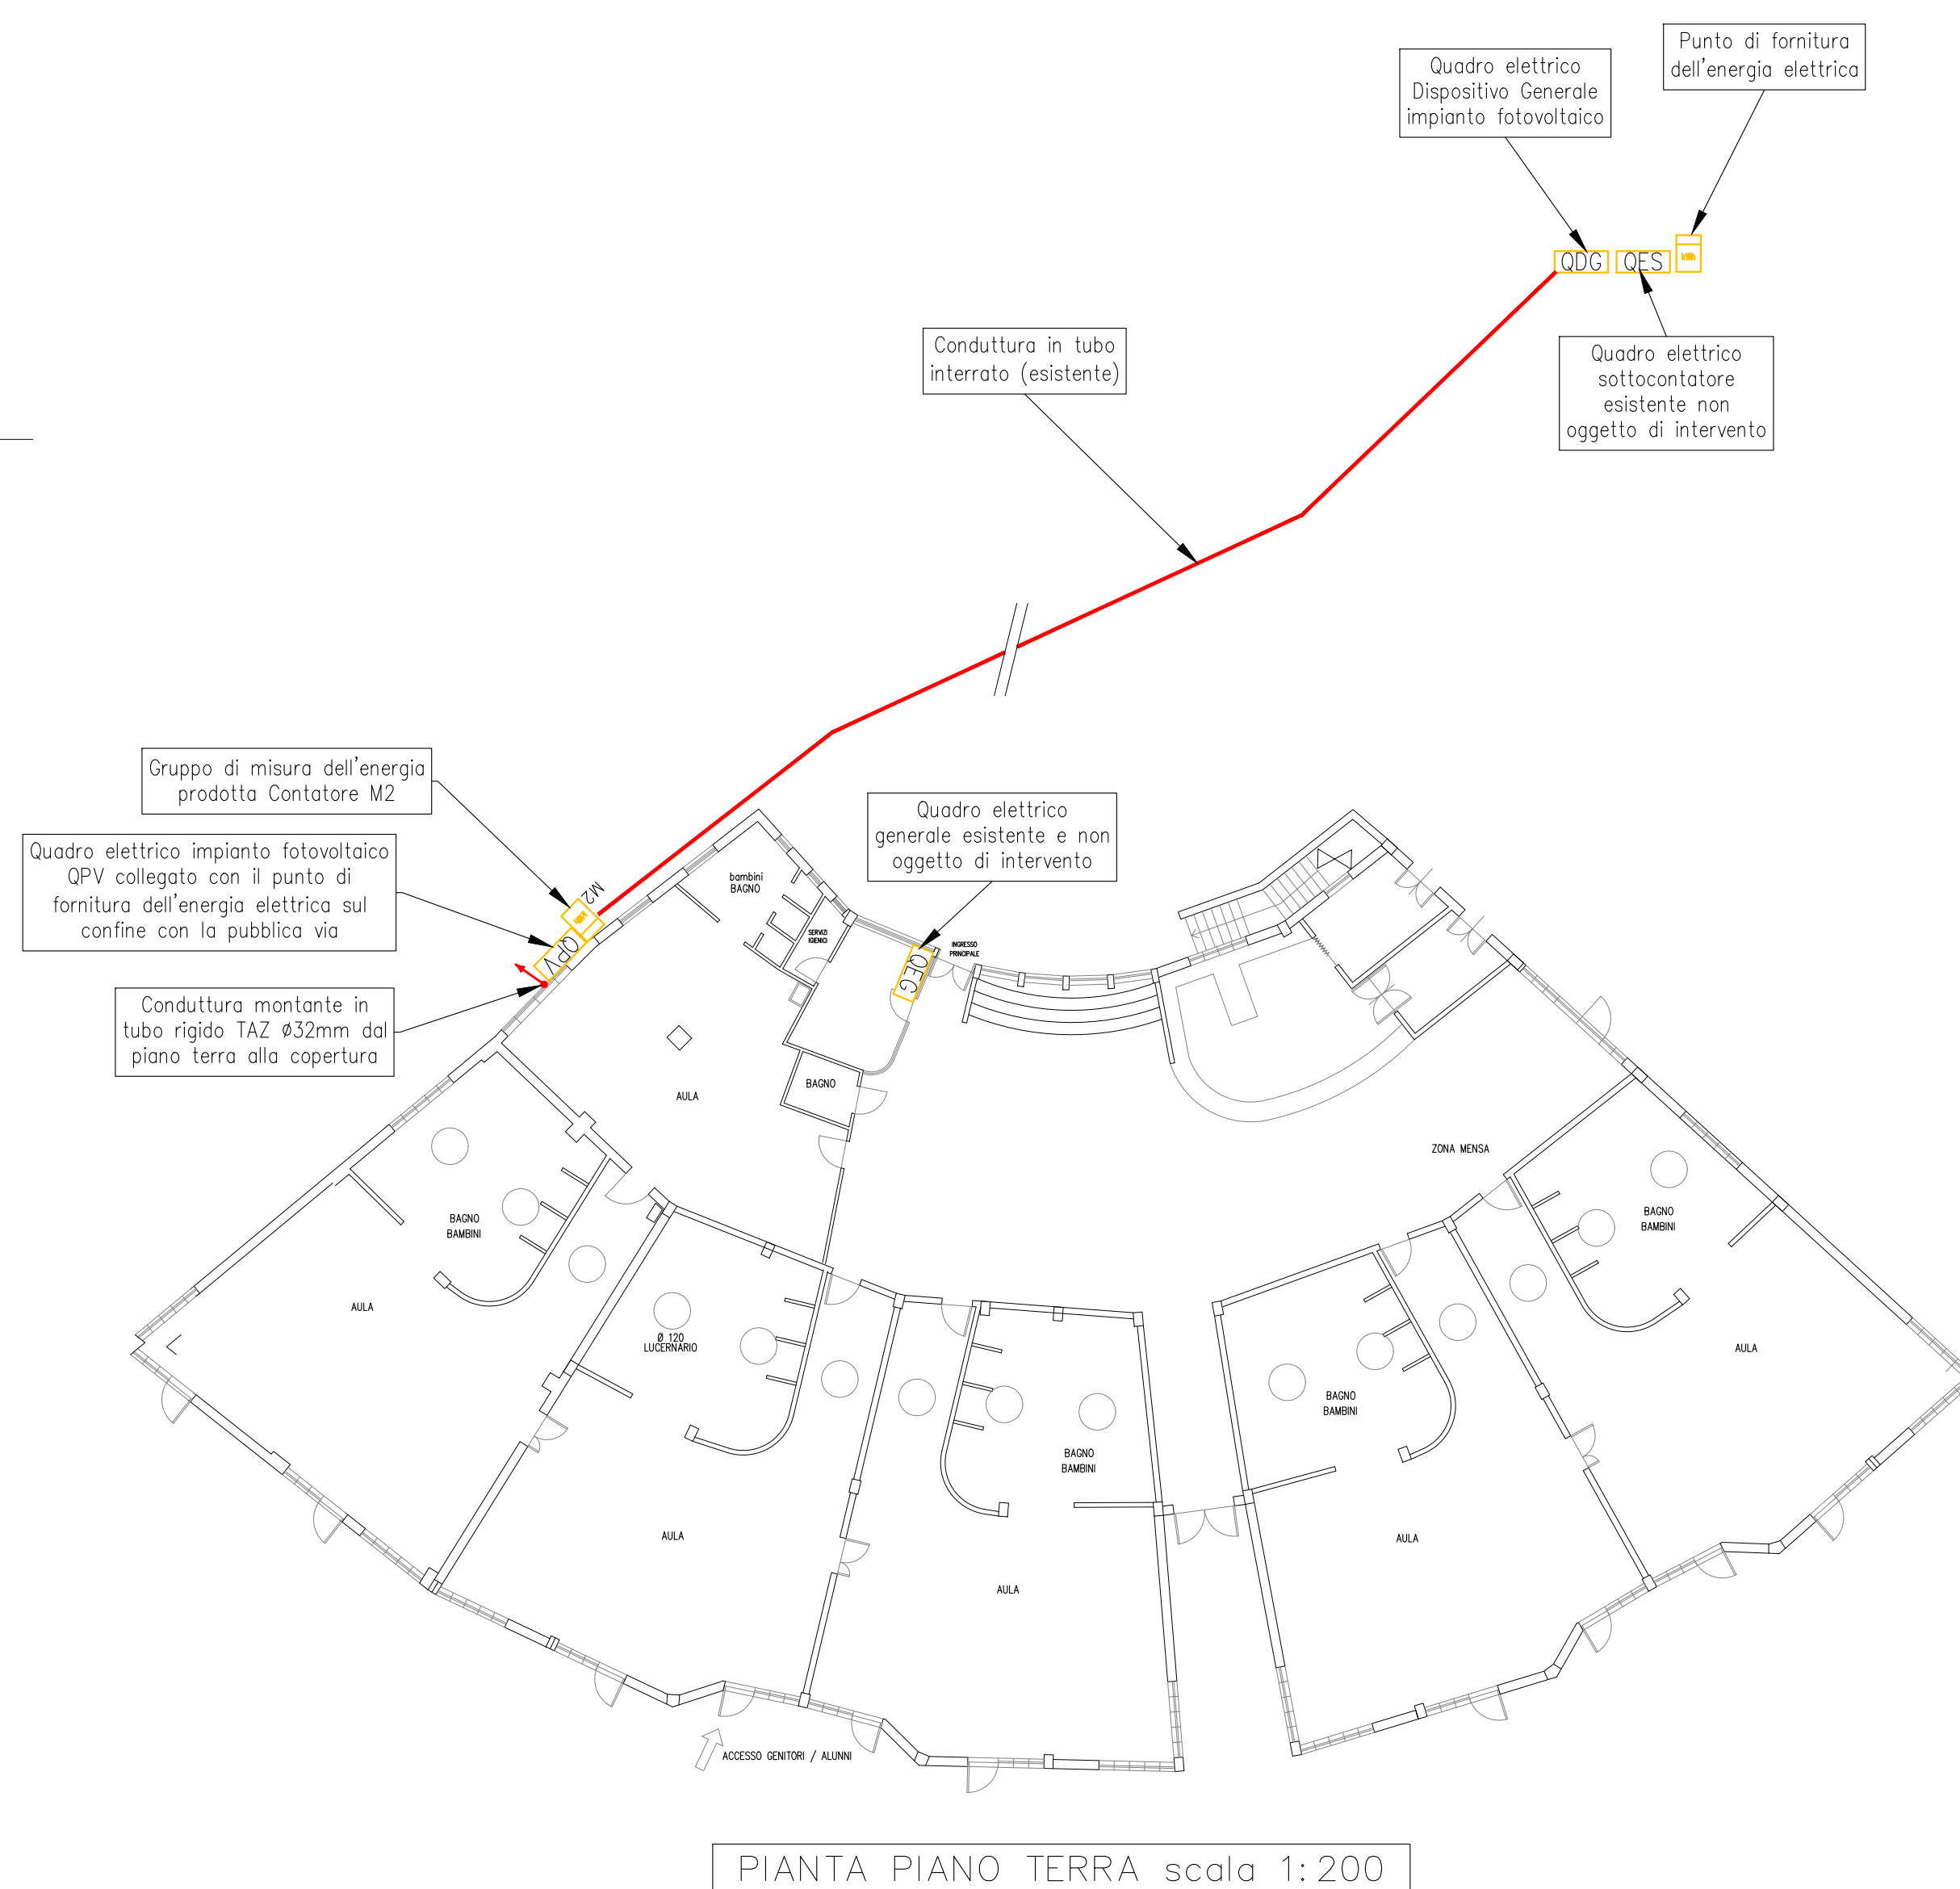 Punto di fornitura
dell'energia elettrica
Quadro elettrico
Dispositivo Generale
impianto fotovoltaico
QDG
QES
kWh
Conduttura in tubo
interrato (esistente)
Quadro elettrico
sottocontatore
esistente non
oggetto di intervento
Gruppo di misura dell'energia
prodotta Contatore M2
Quadro elettrico
generale esistente e non
oggetto di intervento
Quadro elettrico impianto fotovoltaico
QPV collegato con il punto di
fornitura dell'energia elettrica sul
confine con la pubblica via
M2
kWh
QPV
bambini
BAGNO
SERVIZI
IGIENICI
QEG
INGRESSO
PRINCIPALE
Conduttura montante in
tubo rigido TAZ Ø32mm dal
piano terra alla copertura
BAGNO
AULA
ZONA MENSA
BAGNO
BAMBINI
BAGNO
BAMBINI
AULA
Ø 120
LUCERNARIO
AULA
BAGNO
BAMBINI
BAGNO
BAMBINI
AULA
AULA
AULA
ACCESSO GENITORI / ALUNNI
PIANTA PIANO TERRA scala 1:200